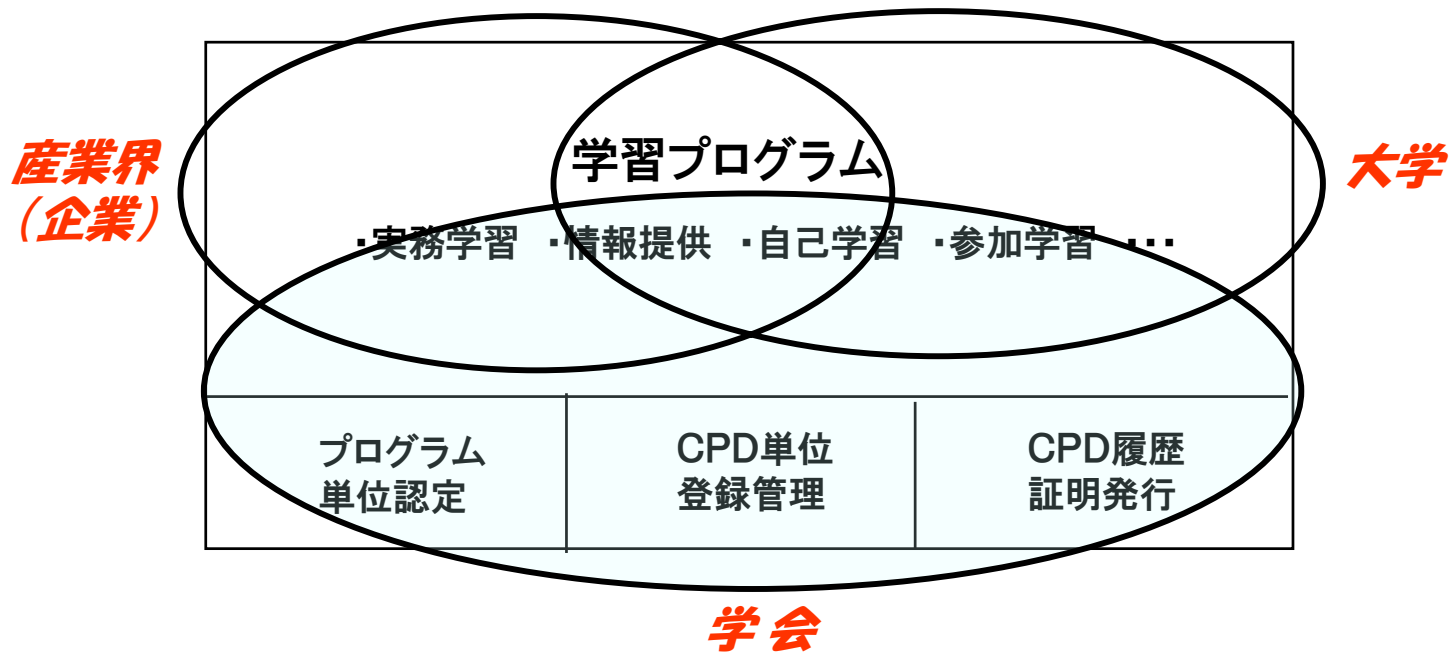 学習プログラム
産業界
(企業)
大学
・実務学習 ・情報提供 ・自己学習 ・参加学習 ・・・
プログラム
単位認定
CPD単位
登録管理
CPD履歴
証明発行
学会